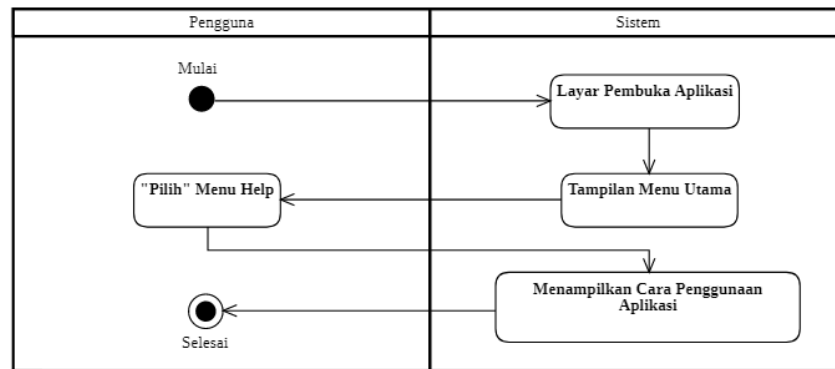 Pengguna
Sistem
Mulai
Layar Pembuka Aplikasi
"Pilih" Menu Help
Tampilan Menu Utama
Menampilkan Cara Penggunaan
Aplikasi
Selesai